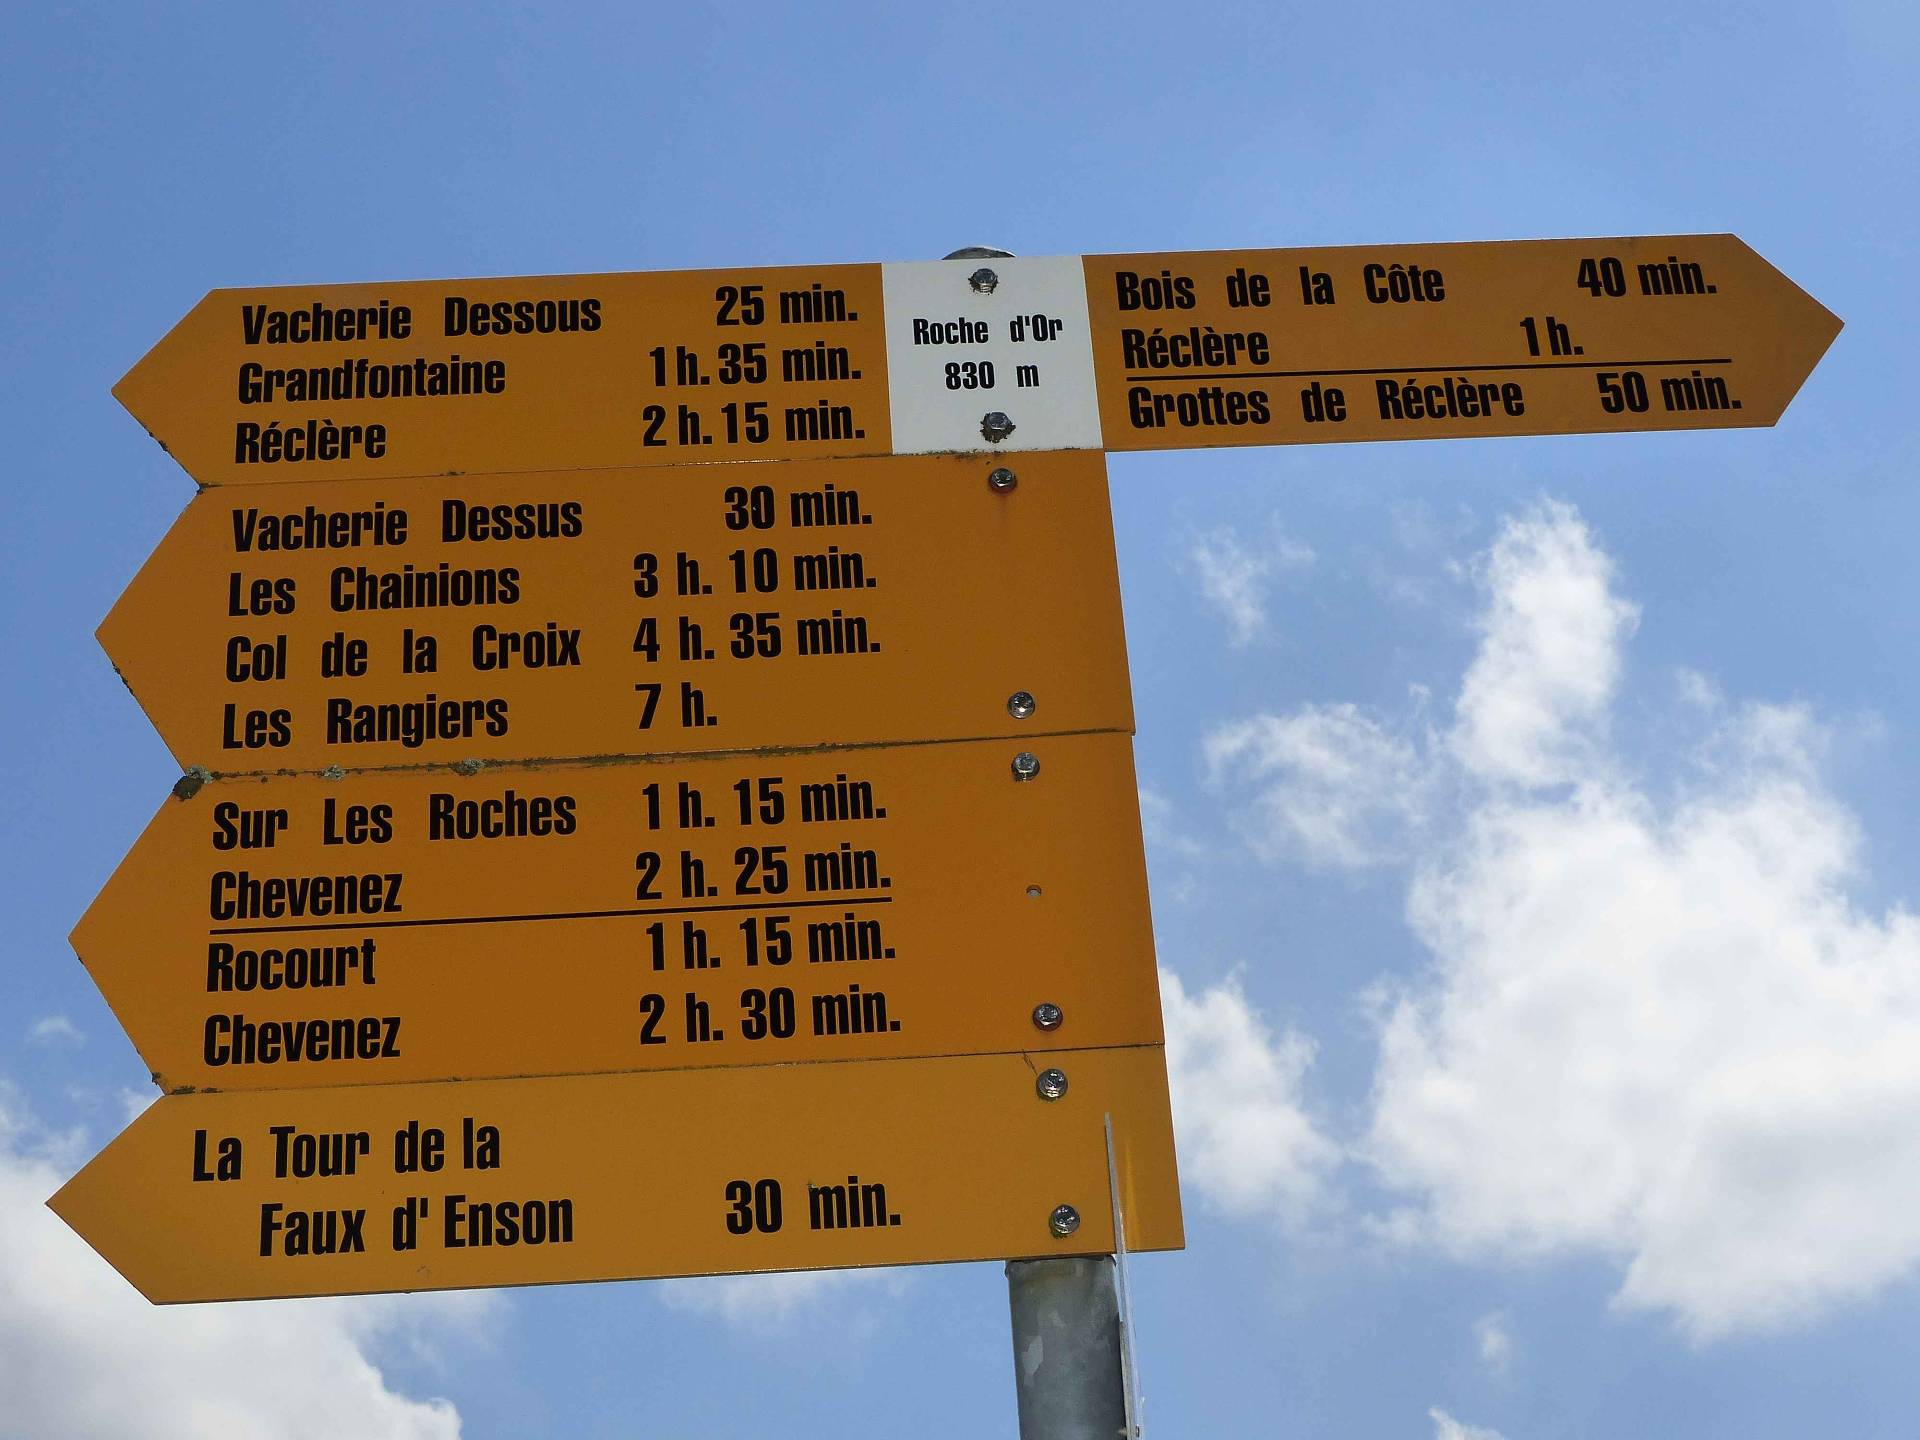 Vacherie Dessous 25 min.
Grandfontaine 1 h. 35 min.
Réclère 2 h. 15 min.
Roche d'Or
830 m
Bois de la Côte 40 min.
Réclère 1 h.
Grottes de Réclère 50 min.
Vacherie Dessus 30 min.
Les Chainions 3 h. 10 min.
Col de la Croix 4 h. 35 min.
Les Rangiers 7 h.
Sur Les Roches 1 h. 15 min.
Chevenez 2 h. 25 min.
Rocourt 1 h. 15 min.
Chevenez 2 h. 30 min.
La Tour de la
Faux d' Enson 30 min.